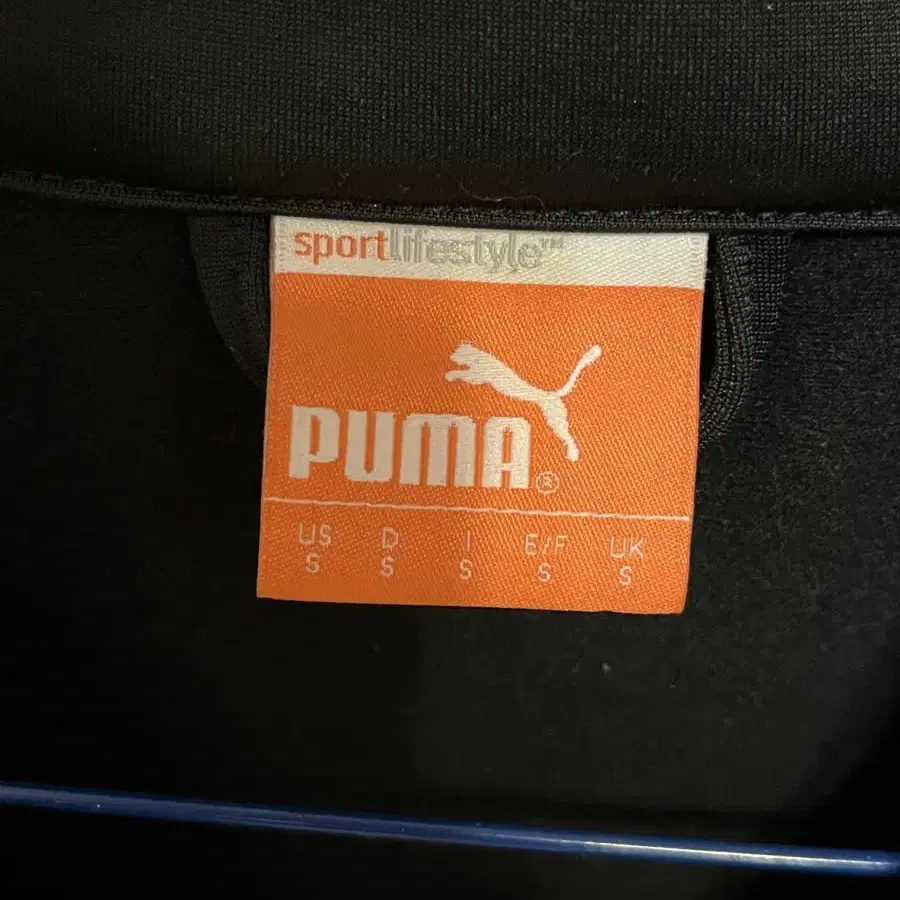 sportlifestyle™
PUMA®
US D I E/F UK
S S S S S